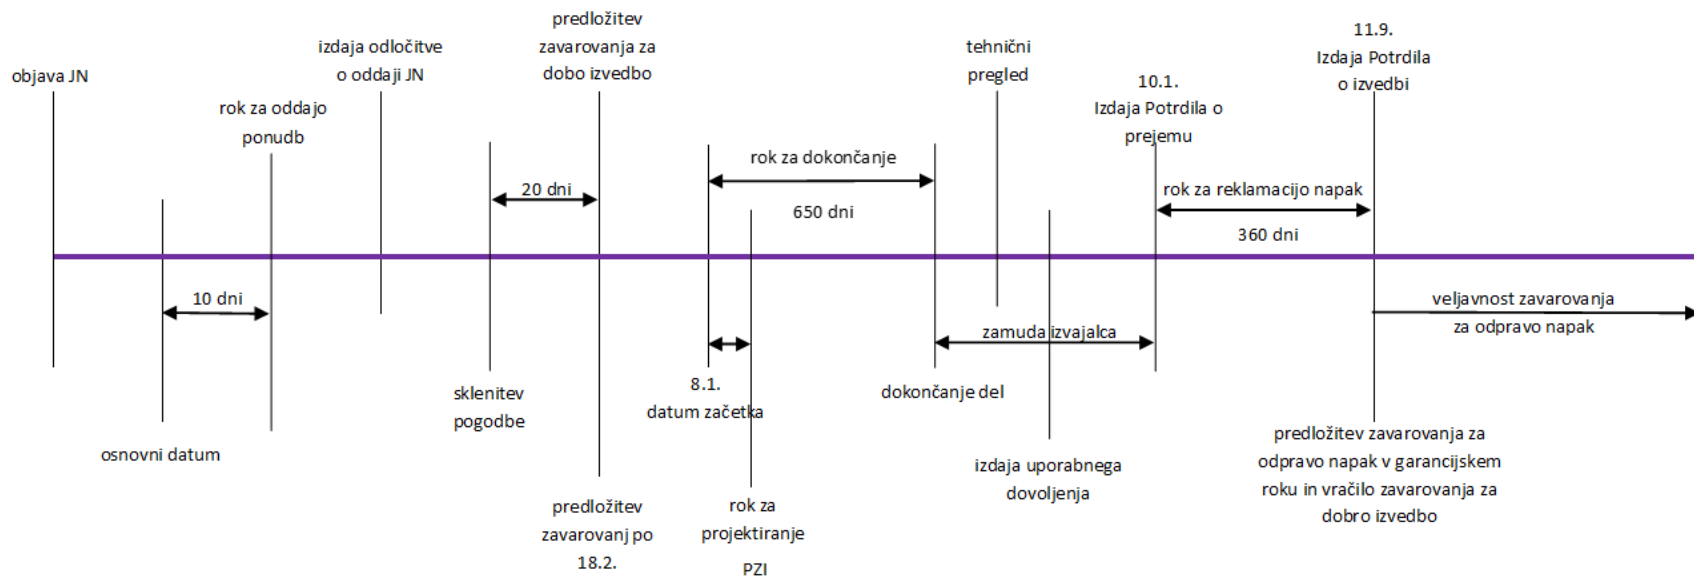 objava JN
osnovni datum
10 dni
rok za oddajo
ponudb
izdaja odločitve
o oddaji JN
sklenitev
pogodbe
20 dni
predložitev
zavarovanja za
dobo izvedbo
predložitev
zavarovanj po
18.2.
8.1.
datum začetka
rok za
projektiranje
PZI
rok za dokončanje
650 dni
dokončanje del
tehnični
pregled
zamuda izvajalca
izdaja uporabnega
dovoljenja
10.1.
Izdaja Potrdila o
prejemu
rok za reklamacijo napak
360 dni
11.9.
Izdaja Potrdila
o izvedbi
predložitev zavarovanja za
odpravo napak v garancijskem
roku in vračilo zavarovanja za
dobro izvedbo
veljavnost zavarovanja
za odpravo napak